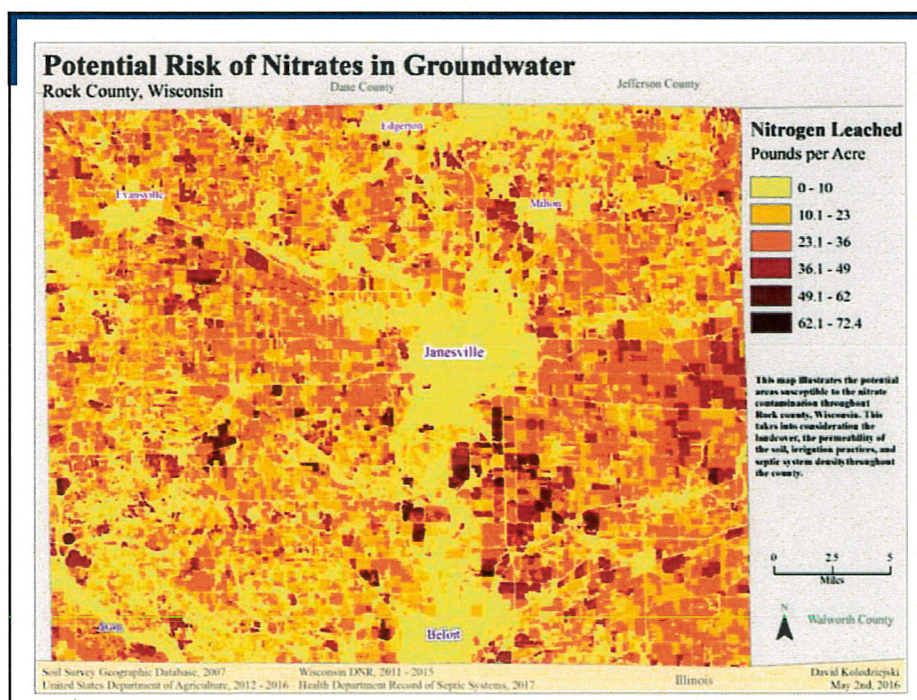 Potential Risk of Nitrates in Groundwater
Rock County, Wisconsin
Dane County
Jefferson County
Edgerton
Evansville
Milton
Janesville
Avon
Beloit
Nitrogen Leached
Pounds per Acre
0 - 10
10.1 - 23
23.1 - 36
36.1 - 49
49.1 - 62
62.1 - 72.4
This map illustrates the potential
areas susceptible to the nitrate
contamination throughout
Rock county, Wisconsin. This
takes into consideration the
landcover, the permeability of
the soil, irrigation practices, and
septic system density throughout
the county.
0 2.5 5
Miles
N
Walworth County
Soil Survey Geographic Database, 2007 Wisconsin DNR, 2011 - 2015
United States Department of Agriculture, 2012 - 2016 Health Department Record of Septic Systems, 2017
Illinois
David Kolodziejski
May 2nd, 2016